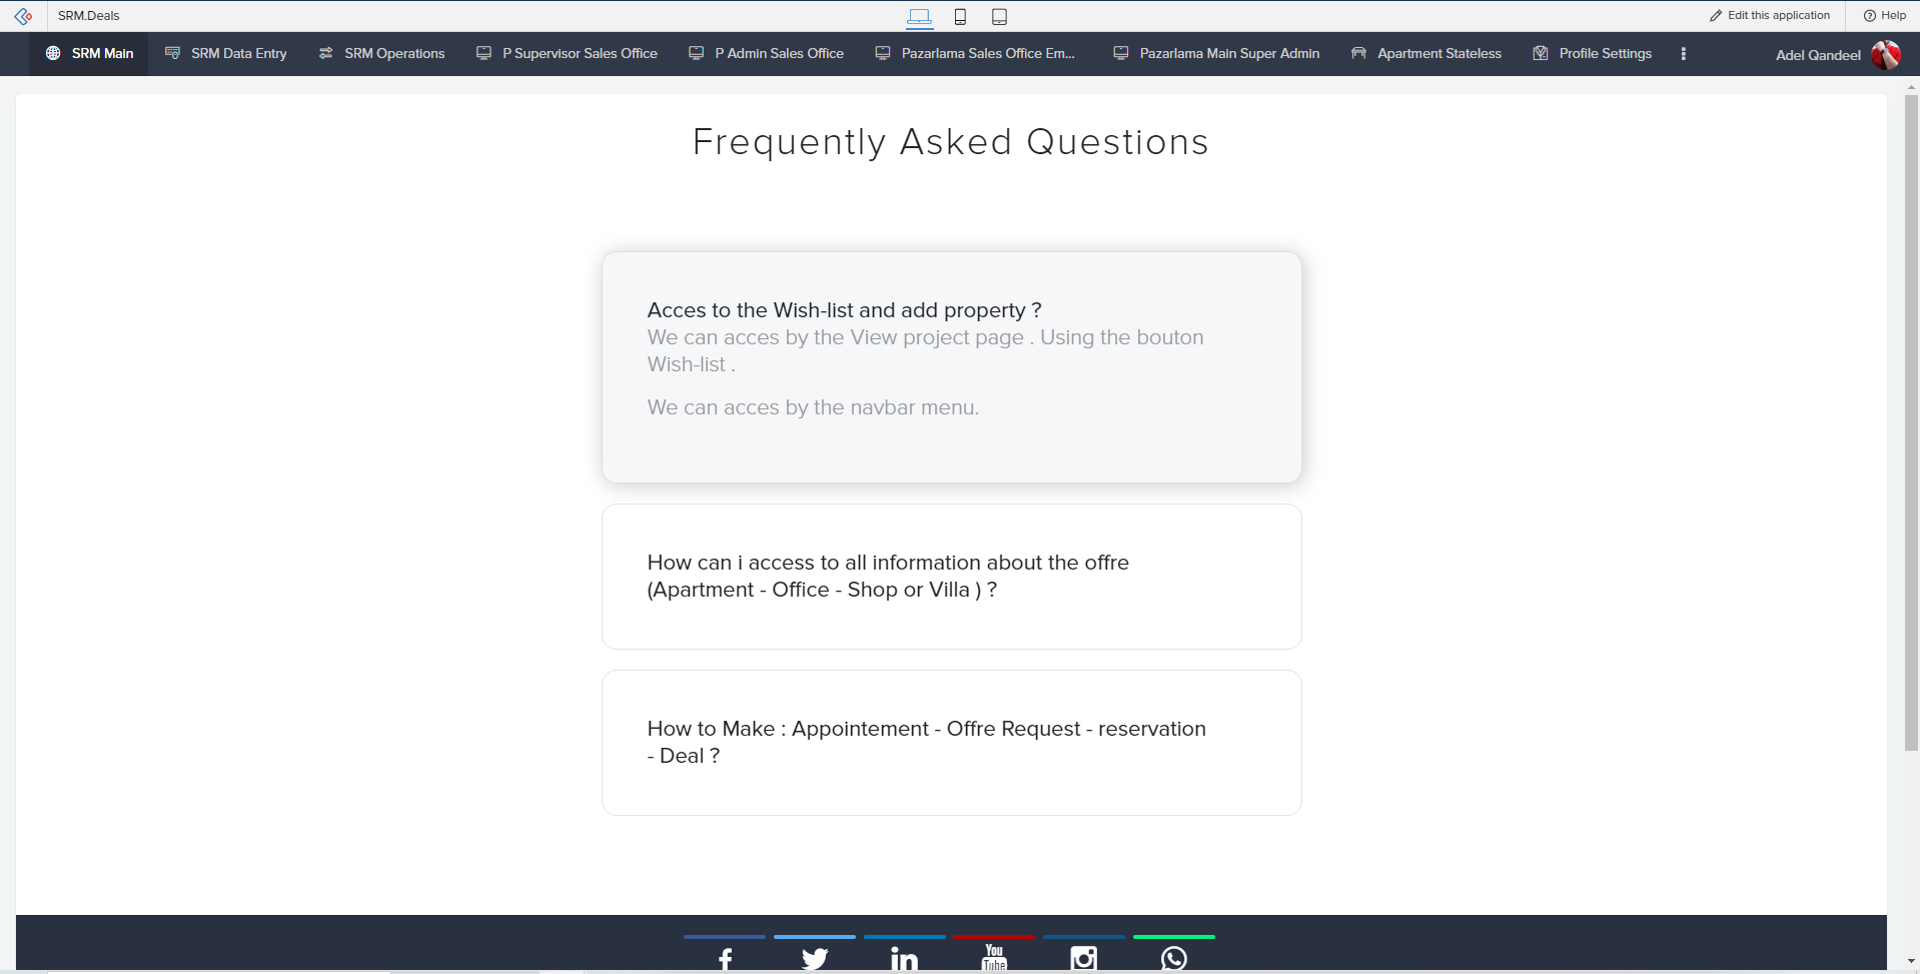 SRM.Deals
Edit this application
Help
SRM Main
SRM Data Entry
SRM Operations
P Supervisor Sales Office
P Admin Sales Office
Pazarlama Sales Office Em...
Pazarlama Main Super Admin
Apartment Stateless
Profile Settings
Adel Qandeel
Frequently Asked Questions
Acces to the Wish-list and add property ?
We can acces by the View project page . Using the bouton
Wish-list .
We can acces by the navbar menu.
How can i access to all information about the offre
(Apartment - Office - Shop or Villa ) ?
How to Make : Appointement - Offre Request - reservation
- Deal ?
You
Tube